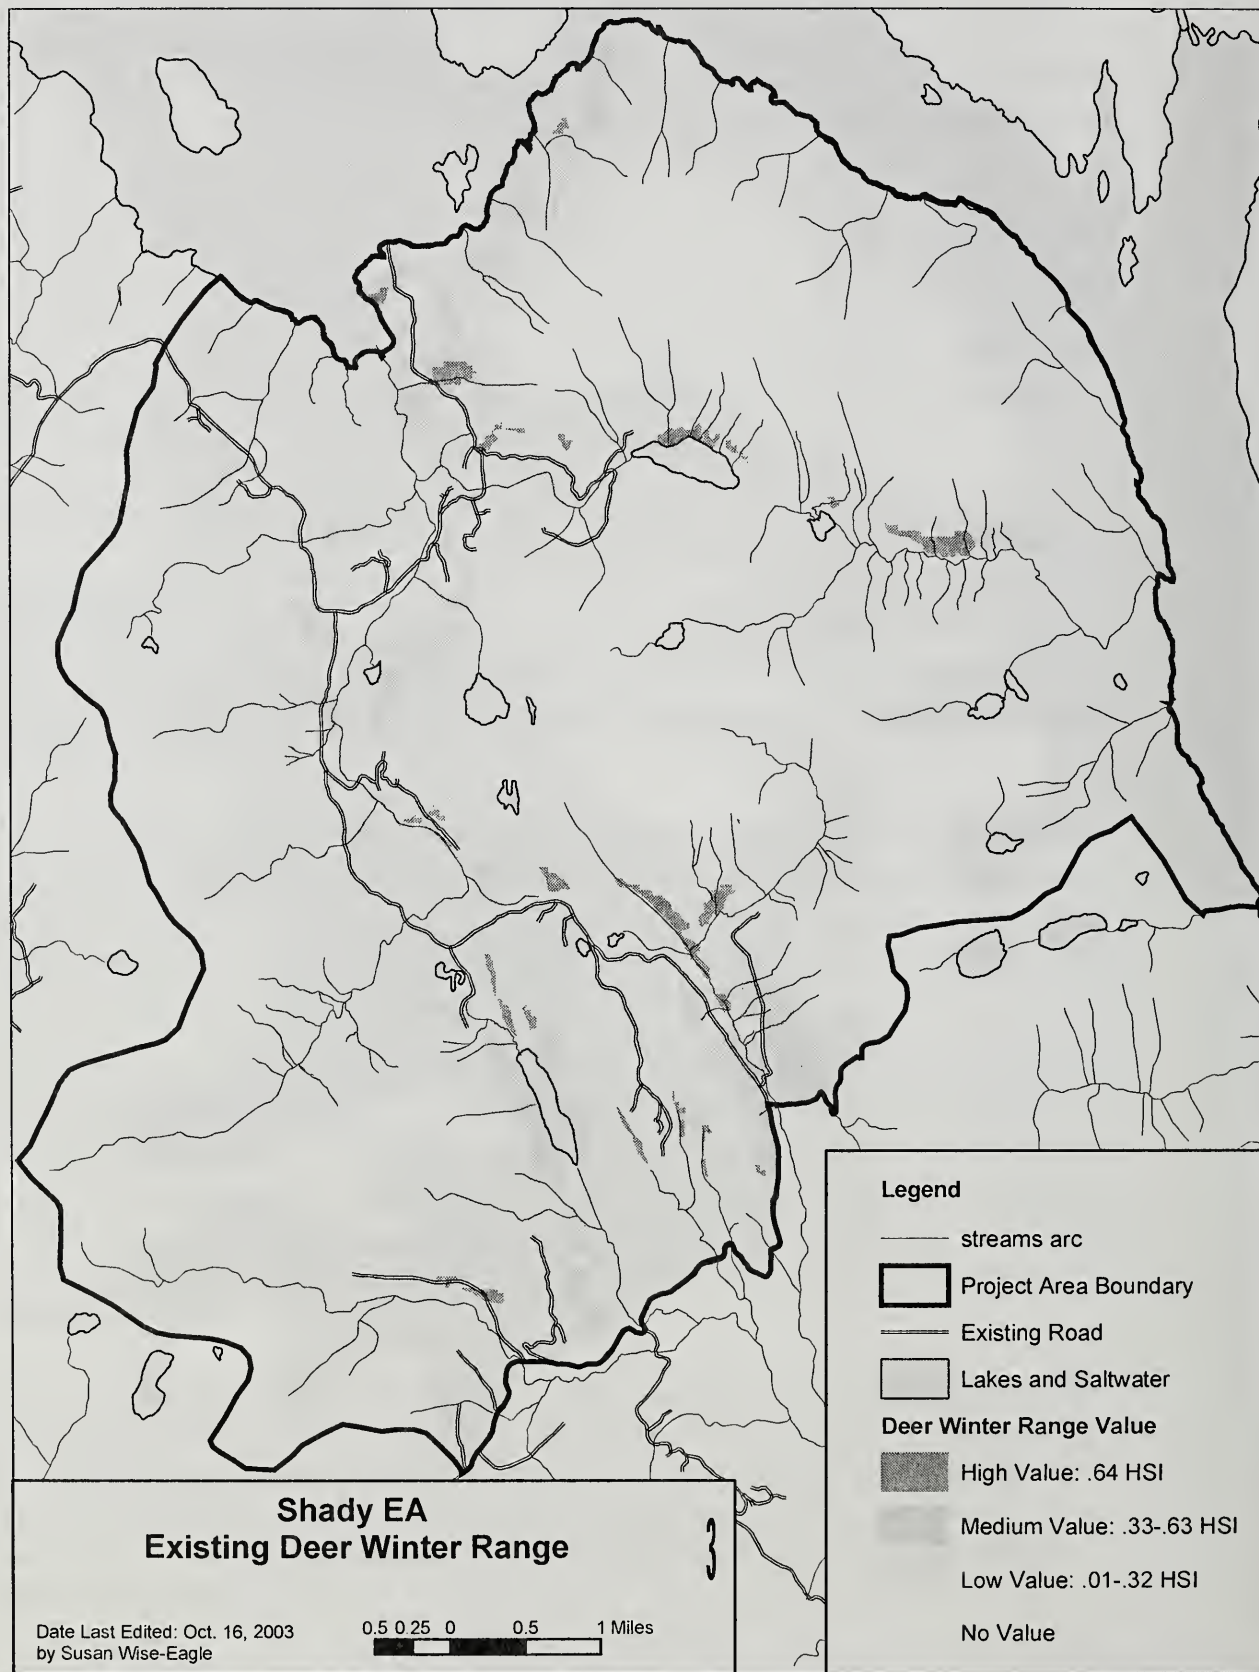 Legend
streams arc
Project Area Boundary
Existing Road
Lakes and Saltwater
Deer Winter Range Value
High Value: .64 HSI
Medium Value: .33-.63 HSI
Low Value: .01-.32 HSI
No Value
Shady EA
Existing Deer Winter Range
Date Last Edited: Oct. 16, 2003
by Susan Wise-Eagle
0.5 0.25 0 0.5 1 Miles